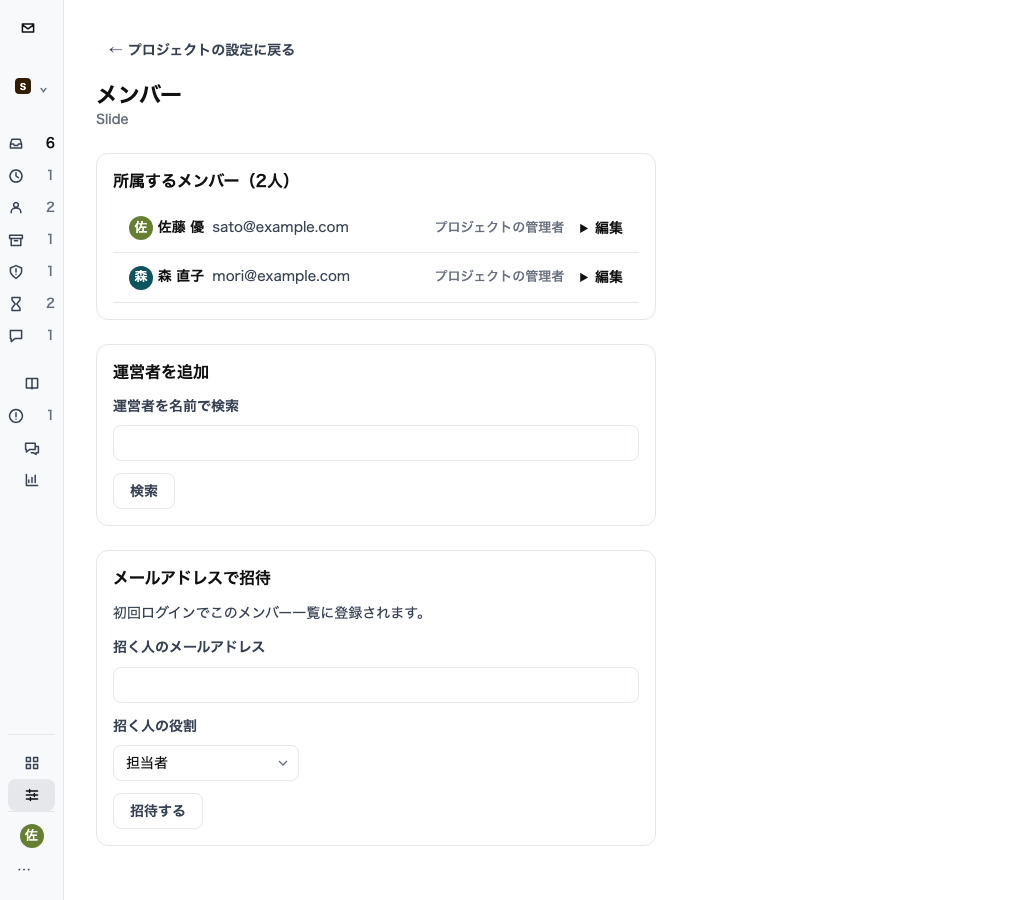 ← プロジェクトの設定に戻る
メンバー
Slide
S
6
1
2
1
1
2
1
1
所属するメンバー（2人）
佐 佐藤 優 sato@example.com プロジェクトの管理者 ▶ 編集
森 森 直子 mori@example.com プロジェクトの管理者 ▶ 編集
運営者を追加
運営者を名前で検索
検索
メールアドレスで招待
初回ログインでこのメンバー一覧に登録されます。
招く人のメールアドレス
招く人の役割
担当者
招待する
佐
…